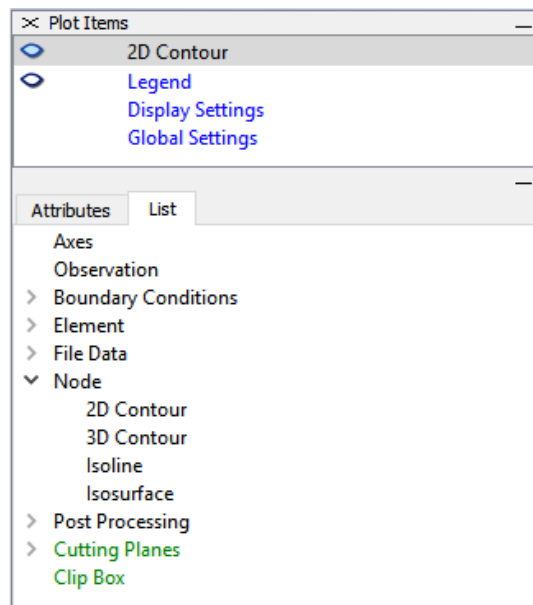 Plot Items
2D Contour
Legend
Display Settings
Global Settings
Attributes List
Axes
Observation
Boundary Conditions
Element
File Data
Node
2D Contour
3D Contour
Isoline
Isosurface
Post Processing
Cutting Planes
Clip Box